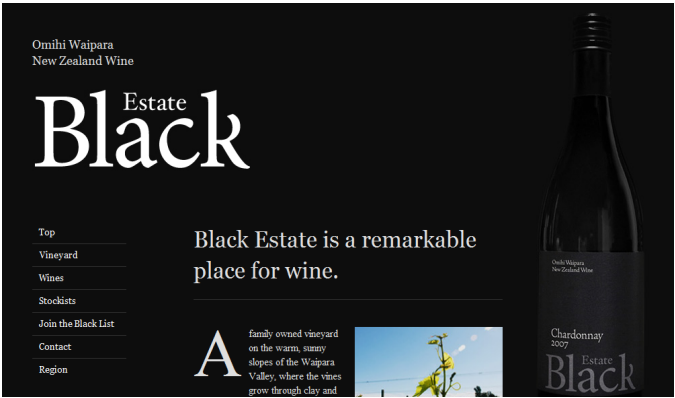 Omihi Waipara
New Zealand Wine
Estate
Black
Top
Vineyard
Wines
Stockists
Join the Black List
Contact
Region
Black Estate is a remarkable
place for wine.
A family owned vineyard
on the warm, sunny
slopes of the Waipara
Valley, where the vines
grow through clay and
Omihi Waipara
New Zealand Wine
Chardonnay
2007
Estate
Black